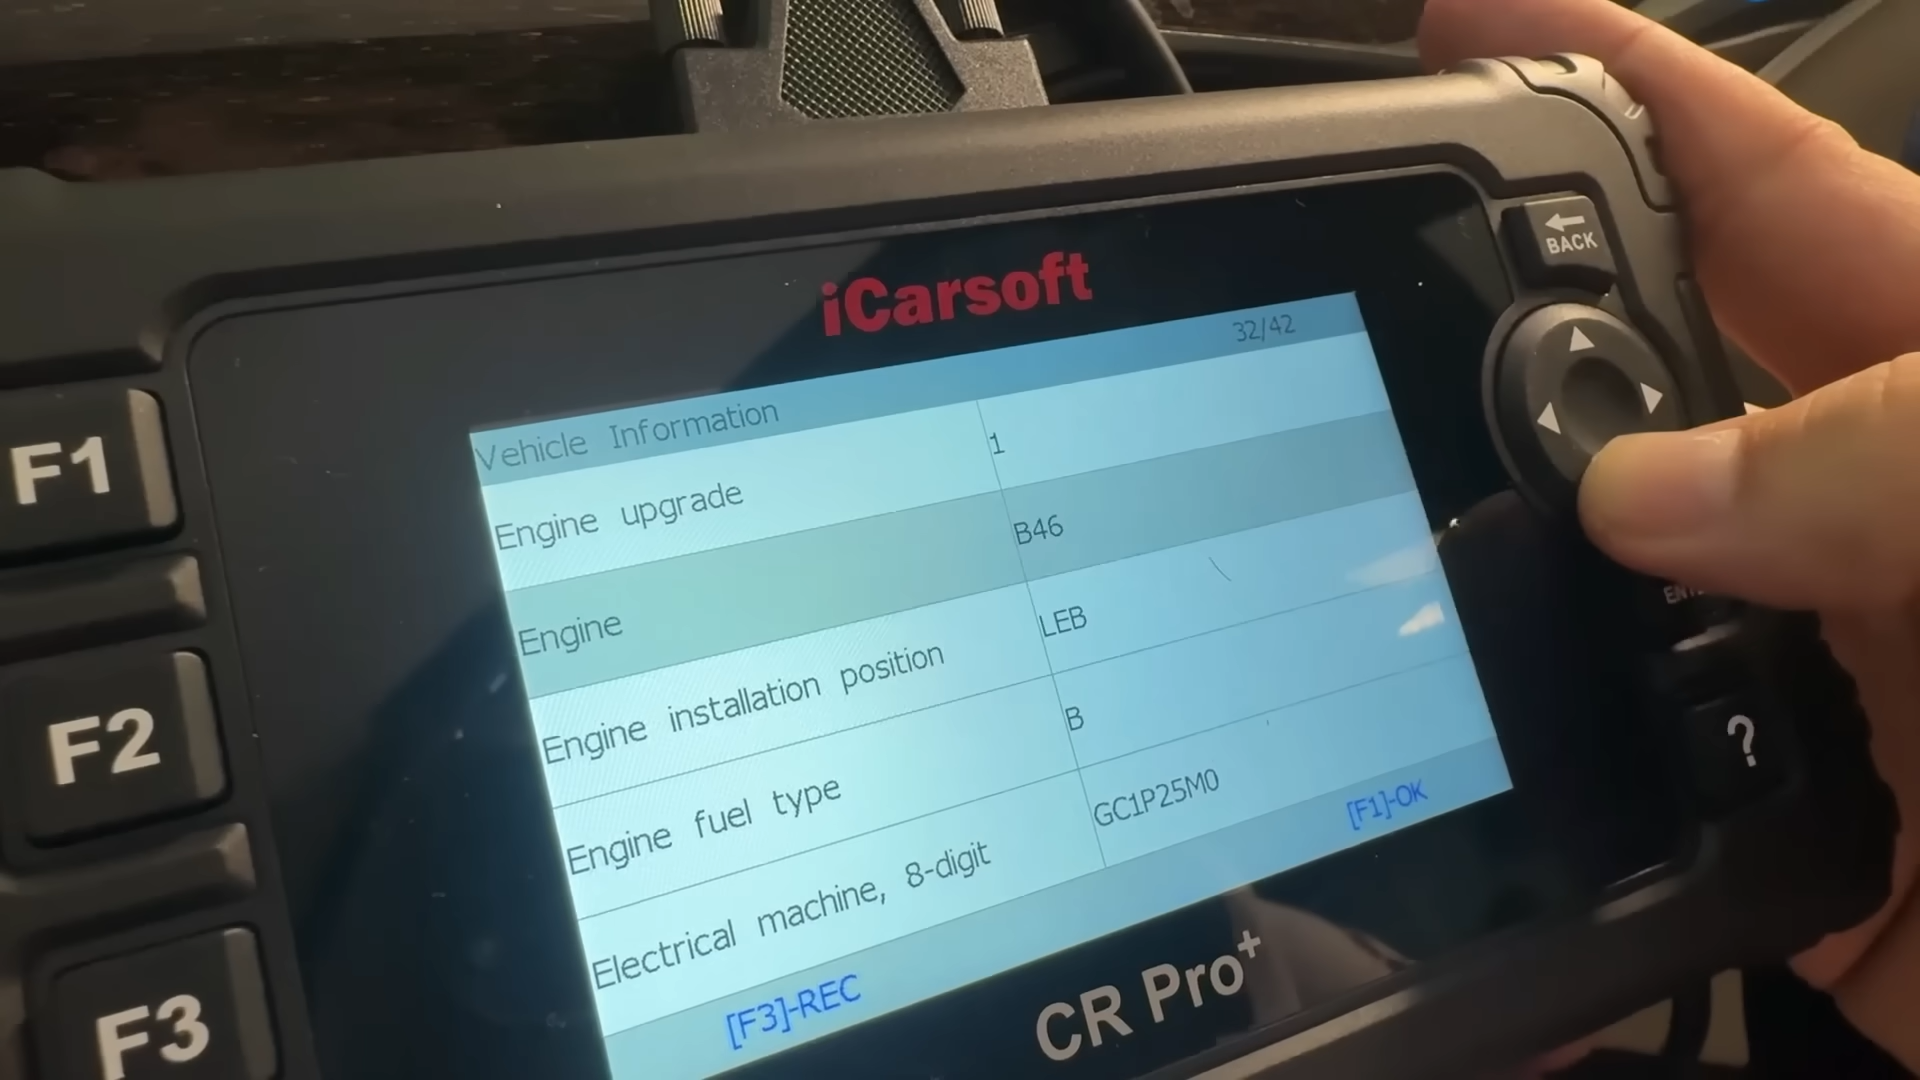 BACK
iCarsoft
32/42
Vehicle Information
Engine upgrade 1
Engine B46
Engine installation position LEB
Engine fuel type B
Electrical machine, 8-digit GC1P25M0
[F3]-REC [F1]-OK
CR Pro+
F1
F2
F3
?